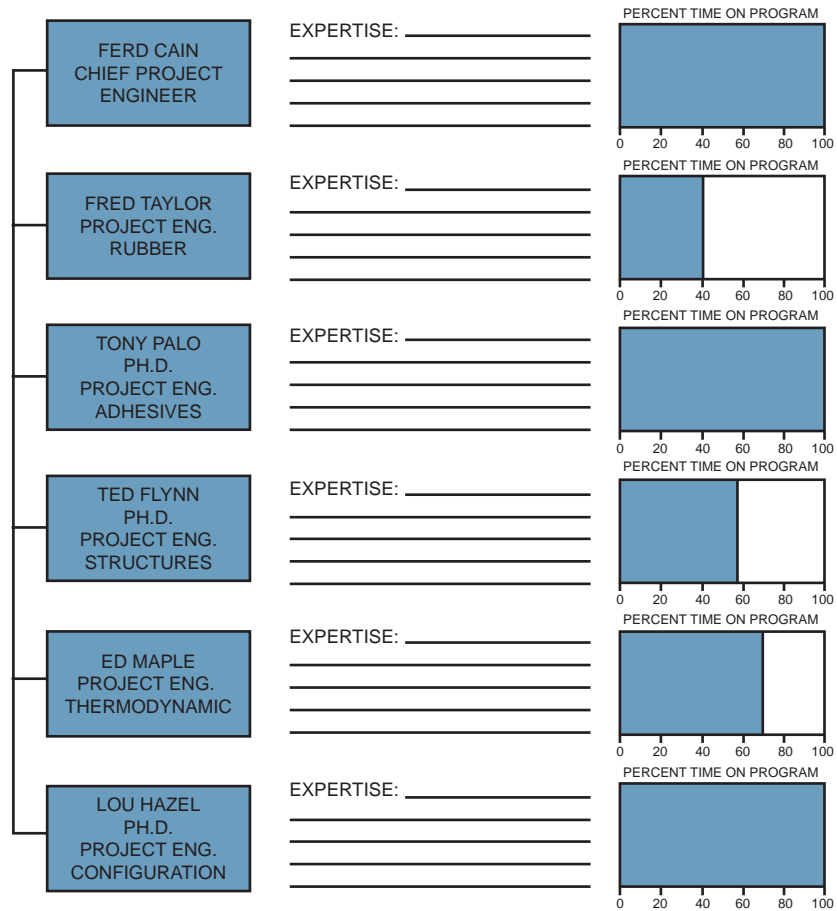 PERCENT TIME ON PROGRAM
FERD CAIN
CHIEF PROJECT
ENGINEER
EXPERTISE:
0 20 40 60 80 100
PERCENT TIME ON PROGRAM
FRED TAYLOR
PROJECT ENG.
RUBBER
EXPERTISE:
0 20 40 60 80 100
PERCENT TIME ON PROGRAM
TONY PALO
PH.D.
PROJECT ENG.
ADHESIVES
EXPERTISE:
0 20 40 60 80 100
PERCENT TIME ON PROGRAM
TED FLYNN
PH.D.
PROJECT ENG.
STRUCTURES
EXPERTISE:
0 20 40 60 80 100
PERCENT TIME ON PROGRAM
ED MAPLE
PROJECT ENG.
THERMODYNAMIC
EXPERTISE:
0 20 40 60 80 100
PERCENT TIME ON PROGRAM
LOU HAZEL
PH.D.
PROJECT ENG.
CONFIGURATION
EXPERTISE:
0 20 40 60 80 100